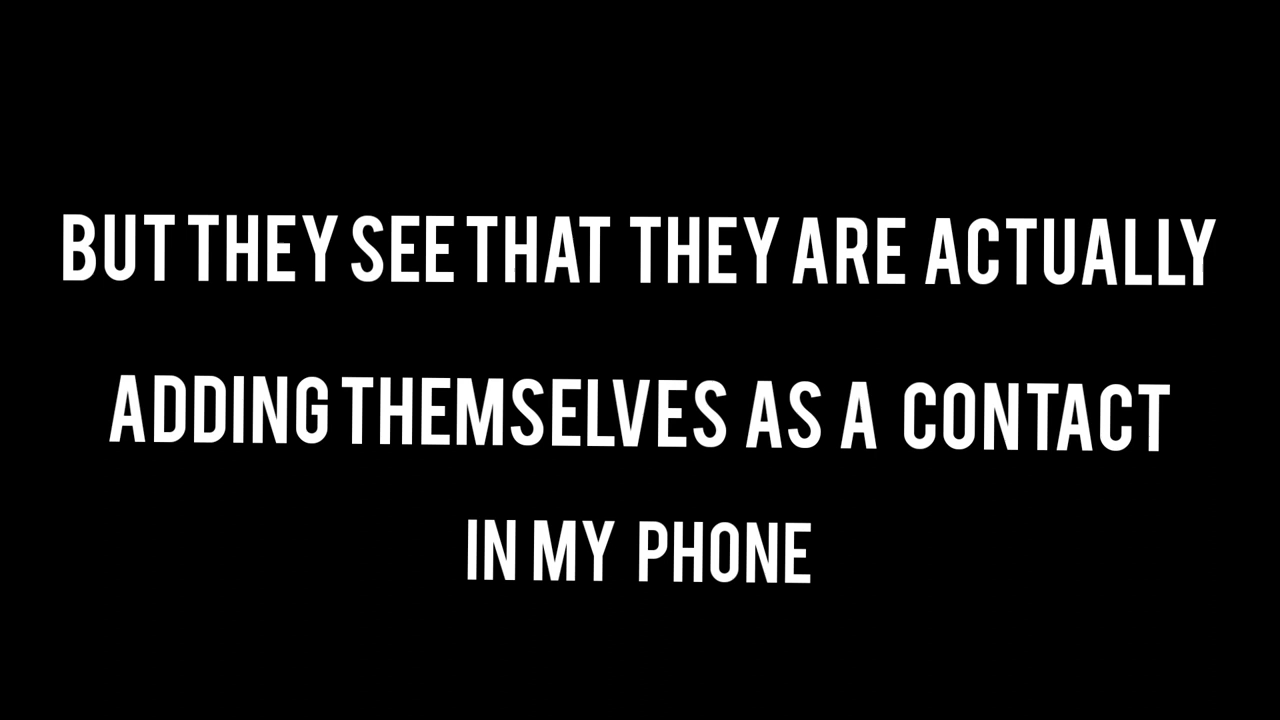 BUT THEY SEE THAT THEY ARE ACTUALLY
ADDING THEMSELVES AS A CONTACT
IN MY PHONE